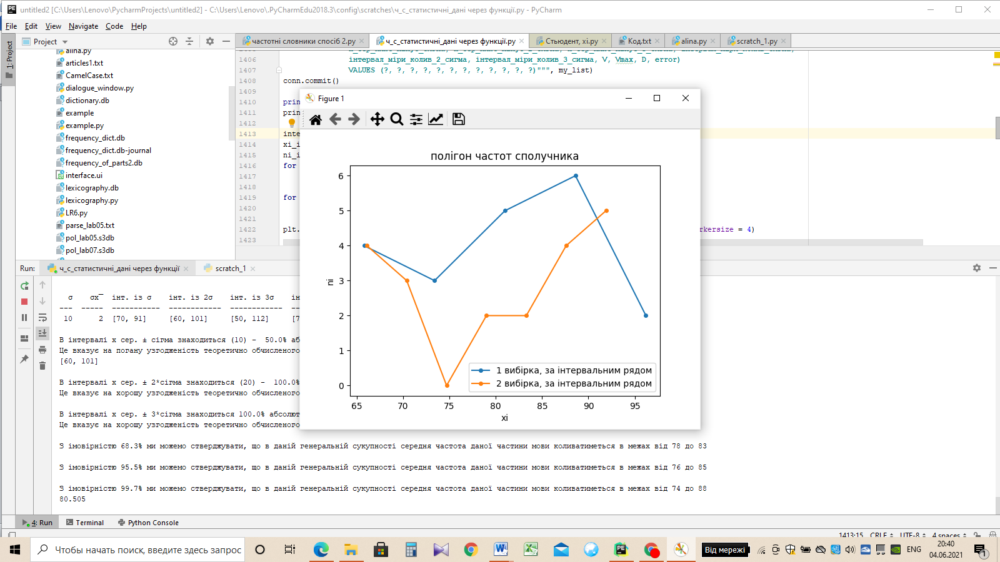 untitled2 [C:\Users\Lenovo\PycharmProjects\untitled2] - C:\Users\Lenovo\.PyCharmEdu2018.3\config\scratches\ч_с_статистичні_дані через функції.py - PyCharm
File Edit View Navigate Code Help
Project
частотні словники спосіб 2.py
ч_с_статистичні_дані через функції.py
Стьюдент, хі.py
Код.txt
alina.py
scratch_1.py
1: Project
alina.py
articles1.txt
CamelCase.txt
dialogue_window.py
dictionary.db
example
example.py
frequency_dict.db
frequency_dict.db-journal
frequency_of_parts2.db
interface.ui
lexicography.db
lexicography.py
LR6.py
parse_lab05.txt
pol_lab05.s3db
pol_lab07.s3db
1406 інтервал_міри_колив_2_сигма, інтервал_міри_колив_3_сигма, V, Vmax, D, error)
1407 VALUES (?, ?, ?, ?, ?, ?, ?, ?, ?, ?, ?, ?)""", my_list)
1408 conn.commit()
1409
1410 prin
1411 prin
1412
1413 inte
1414 xi_i
1415 ni_i
1416 for
1417
1418
1419 for
1420
1421
1422 plt. rkersize = 4)
1423
Figure 1
полігон частот сполучника
6
5
4
3
2
1
0
ni
65 70 75 80 85 90 95
xi
1 вибірка, за інтервальним рядом
2 вибірка, за інтервальним рядом
Run: ч_с_статистичні_дані через функції scratch_1
σ σx¯ інт. із σ інт. із 2σ інт. із 3σ ін
--- ----- ----------- ------------ ------------ --
10 2 [70, 91] [60, 101] [50, 112] [7
В інтервалі x сер. ± сігма знаходиться (10) - 50.0% аб
Це вказує на погану узгодженість теоретично обчисленого
[60, 101]
В інтервалі x сер. ± 2*сігма знаходиться (20) - 100.0%
Це вказує на хорошу узгодженість теоретично обчисленого
В інтервалі x сер. ± 3*сігма знаходиться 100.0% абсолют
Це вказує на хорошу узгодженість теоретично обчисленого
З імовірністю 68.3% ми можемо стверджувати, що в даній генеральній сукупності середня частота даної частини мови коливатиметься в межах від 78 до 83
З імовірністю 95.5% ми можемо стверджувати, що в даній генеральній сукупності середня частота даної частини мови коливатиметься в межах від 76 до 85
З імовірністю 99.7% ми можемо стверджувати, що в даній генеральній сукупності середня частота даної частини мови коливатиметься в межах від 74 до 88
80.505
4: Run Terminal Python Console
1413:15 CRLF UTF-8 4 spaces
Чтобы начать поиск, введите здесь запрос
Від мережі
ENG
20:40
04.06.2021
1